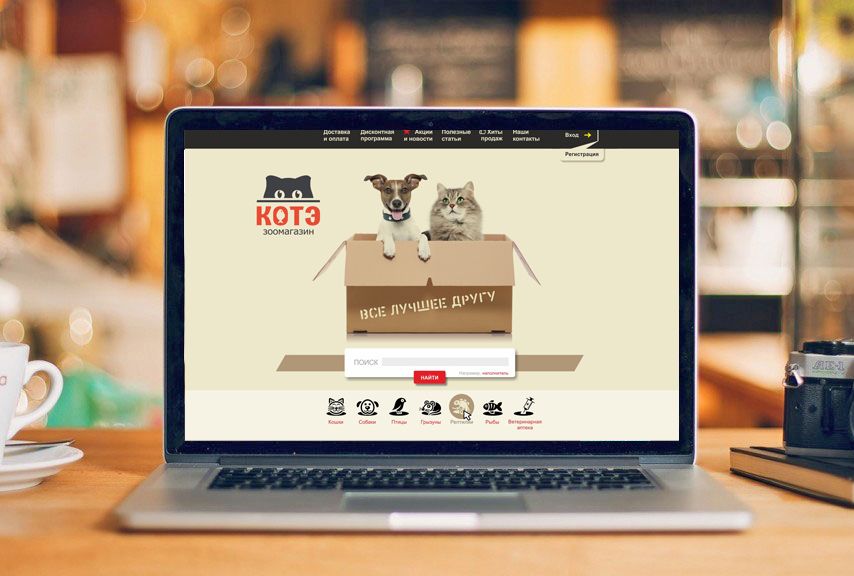 Доставка
и оплата
Дисконтная
программа
Акции
и новости
Полезные
статьи
Хиты
продаж
Наши
контакты
Вход
Регистрация
КОТЭ
зоомагазин
ВСЕ ЛУЧШЕЕ ДРУГУ
ПОИСК
Например: наполнитель
НАЙТИ
Кошки
Собаки
Птицы
Грызуны
Рептилии
Рыбы
Ветеринарная
аптека
AE-1